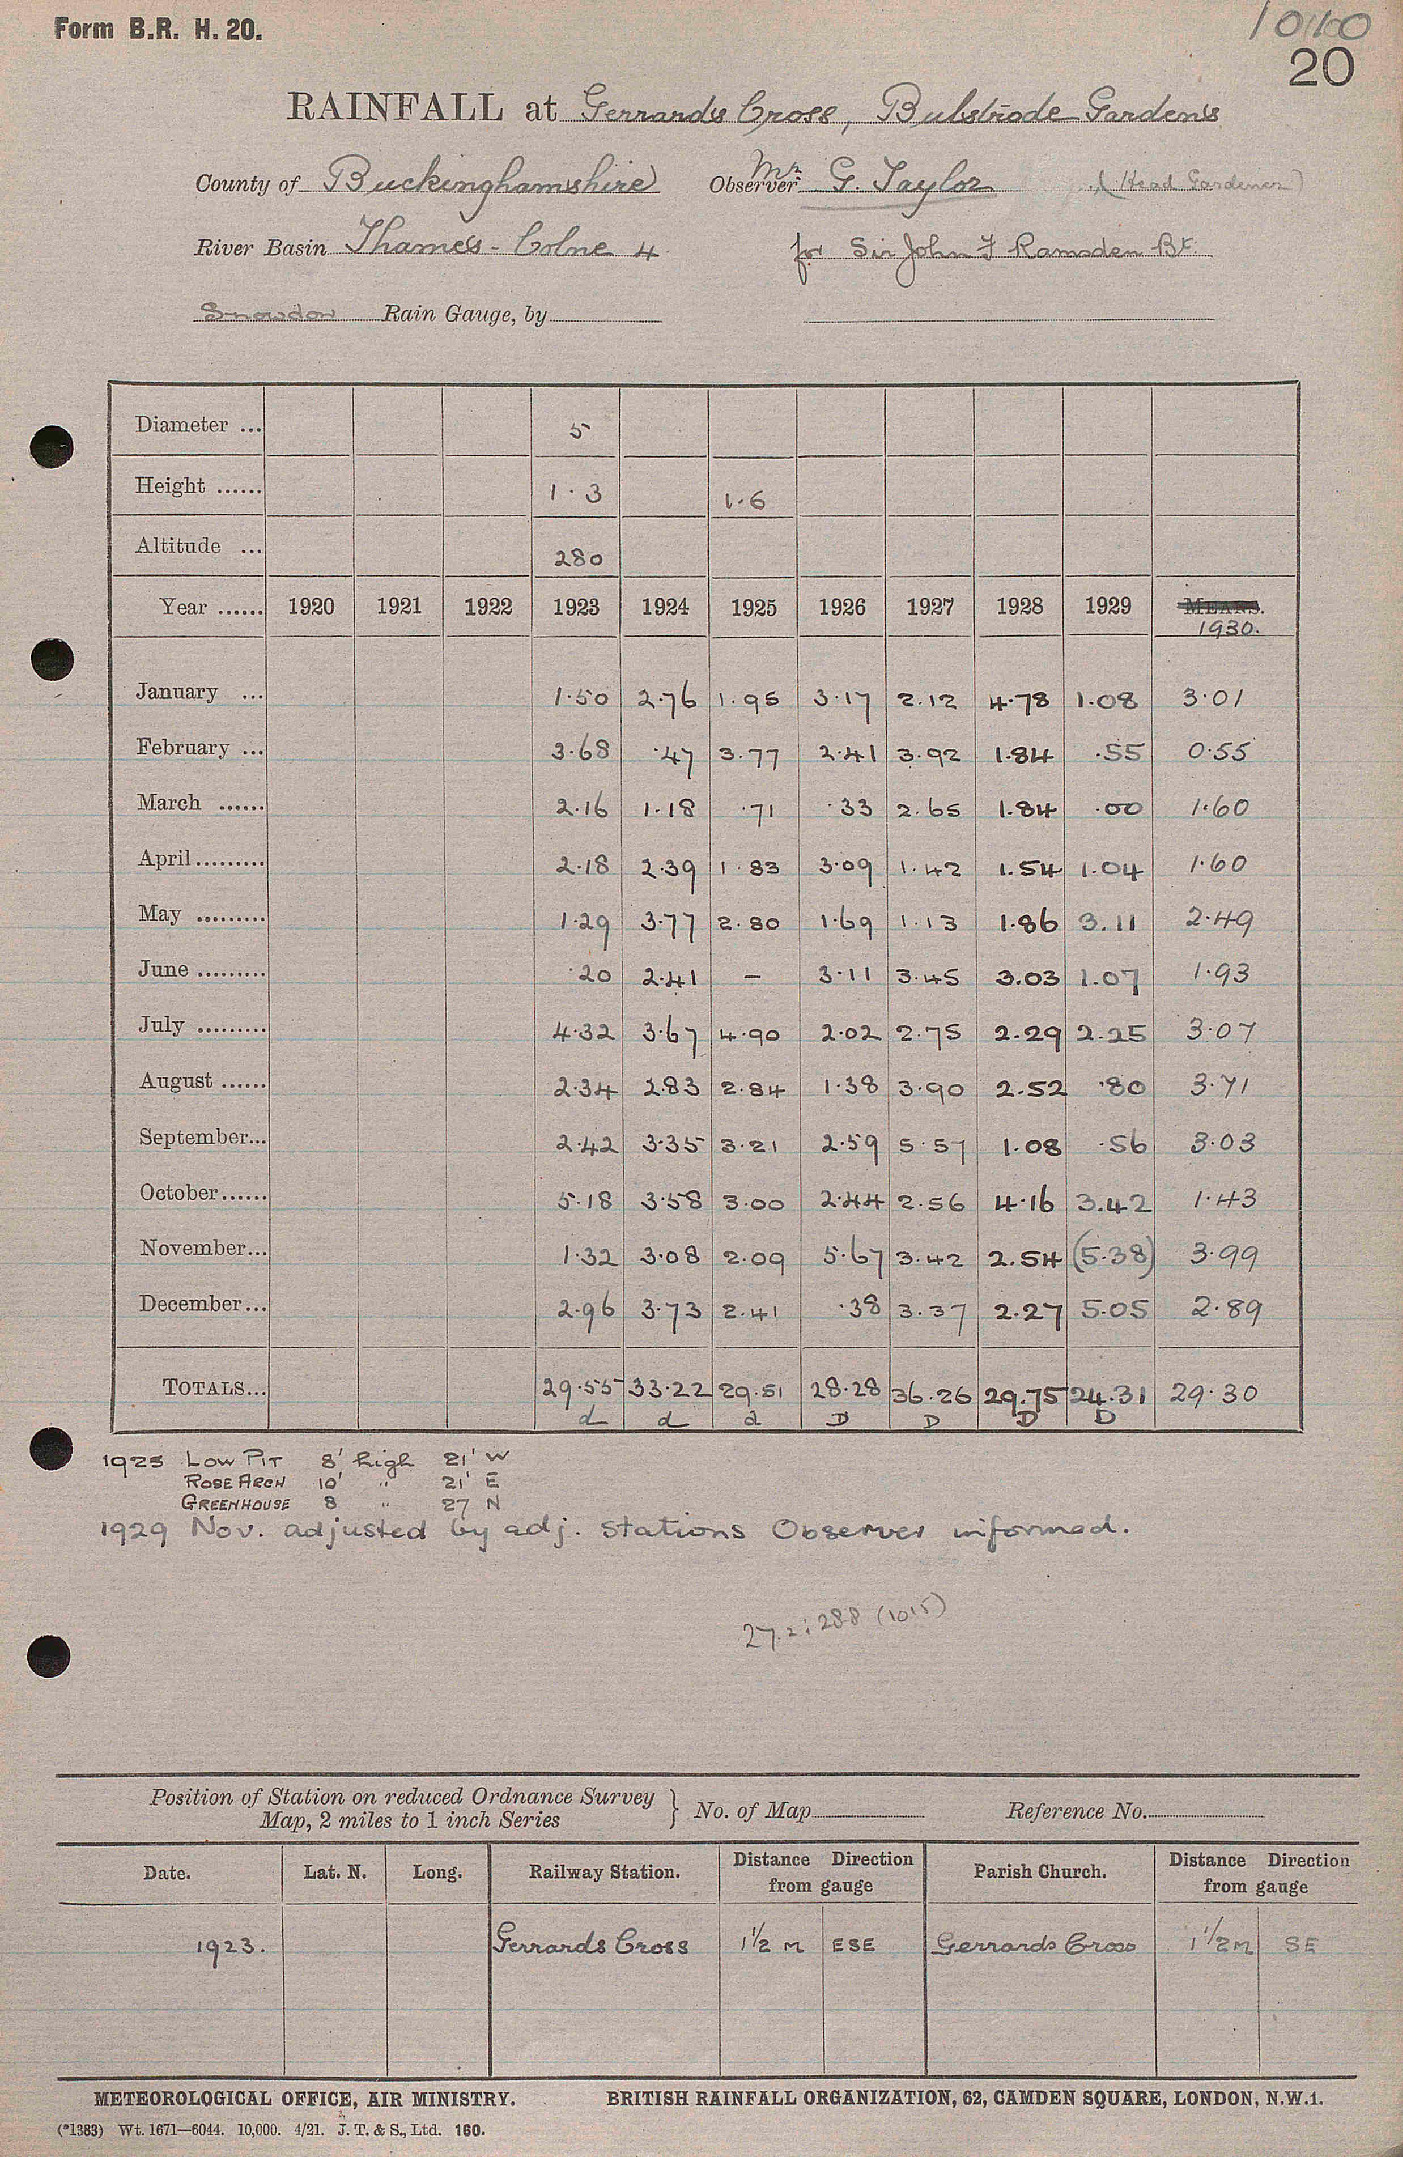 Form B.R. H. 20.
20
RAINFALL at Gerrards Cross, Bulstrode Gardens
County of Buckinghamshire Observer Mr. G. Taylor (Head Gardener)
River Basin Thames - Colne 4 for Sir John F Ramsden Bt.
Snowdon Rain Gauge, by
Diameter ... 5
Height ...... 1.3 1.6
Altitude ... 280
Year ...... 1920 1921 1922 1923 1924 1925 1926 1927 1928 1929 MEANS.
1930.
January ... 1.50 2.76 1.95 3.17 2.12 4.78 1.08 3.01
February ... 3.68 .47 3.77 2.41 3.92 1.84 .55 0.55
March ...... 2.16 1.18 .71 .33 2.65 1.84 .00 1.60
April ......... 2.18 2.39 1.83 3.09 1.42 1.54 1.04 1.60
May ......... 1.29 3.77 2.80 1.69 1.13 1.86 3.11 2.49
June ......... .20 2.41 - 3.11 3.45 3.03 1.07 1.93
July ......... 4.32 3.67 4.90 2.02 2.75 2.29 2.25 3.07
August ...... 2.34 2.83 2.84 1.38 3.90 2.52 .80 3.71
September... 2.42 3.35 3.21 2.59 5.57 1.08 .56 3.03
October...... 5.18 3.58 3.00 2.44 2.56 4.16 3.42 1.43
November... 1.32 3.08 2.09 5.67 3.42 2.54 (5.38) 3.99
December... 2.96 3.73 2.41 .38 3.37 2.27 5.05 2.89
TOTALS... 29.55 33.22 29.51 28.28 36.26 29.75 24.31 29.30
d d d D D D D
1925 LOW PIT 8' high 21' W
ROSE ARCH 10' " 21' E
GREENHOUSE 8 " 27 N
1929 Nov. adjusted by adj. stations Observer informed.
27.2 : 288 (1015)
Position of Station on reduced Ordnance Survey
Map, 2 miles to 1 inch Series } No. of Map Reference No.
Date. Lat. N. Long. Railway Station. Distance Direction from gauge Parish Church. Distance Direction from gauge
1923. Gerrards Cross 1½ M ESE Gerrards Cross 1½ M SE
METEOROLOGICAL OFFICE, AIR MINISTRY. BRITISH RAINFALL ORGANIZATION, 62, CAMDEN SQUARE, LONDON, N.W.1.
(*1383) Wt. 1671—6044. 10,000. 4/21. J. T. & S., Ltd. 160.